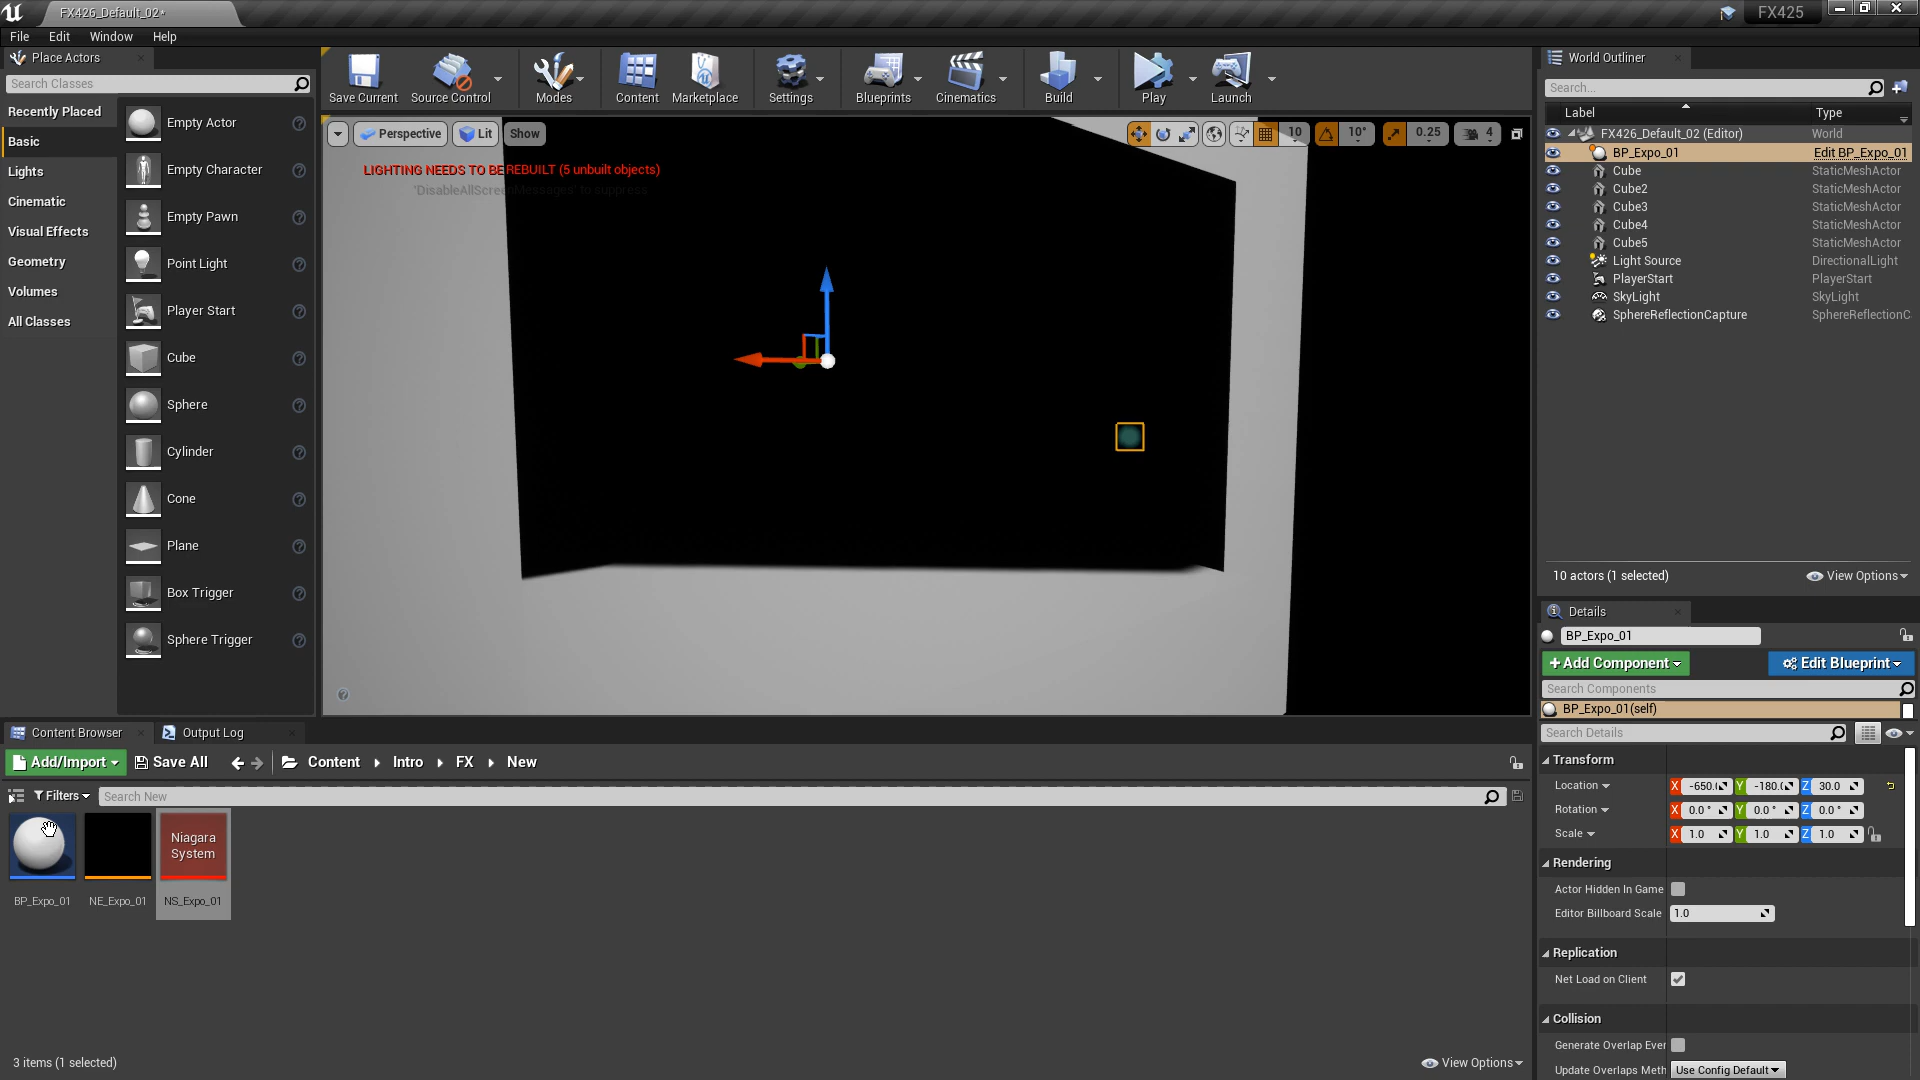 FX426_Default_02*
FX425
File Edit Window Help
Place Actors
Search Classes
Recently Placed
Basic
Lights
Cinematic
Visual Effects
Geometry
Volumes
All Classes
Empty Actor
Empty Character
Empty Pawn
Point Light
Player Start
Cube
Sphere
Cylinder
Cone
Plane
Box Trigger
Sphere Trigger
Save Current Source Control Modes Content Marketplace Settings Blueprints Cinematics Build Play Launch
Perspective Lit Show 10 10° 0.25 4
LIGHTING NEEDS TO BE REBUILT (5 unbuilt objects)
'DisableAllScreenMessages' to suppress
World Outliner
Search...
Label Type
FX426_Default_02 (Editor) World
BP_Expo_01 Edit BP_Expo_01
Cube StaticMeshActor
Cube2 StaticMeshActor
Cube3 StaticMeshActor
Cube4 StaticMeshActor
Cube5 StaticMeshActor
Light Source DirectionalLight
PlayerStart PlayerStart
SkyLight SkyLight
SphereReflectionCapture SphereReflectionC
10 actors (1 selected) View Options
Details
BP_Expo_01
+Add Component Edit Blueprint
Search Components
BP_Expo_01(self)
Search Details
Transform
Location X -650.( Y -180.( Z 30.0
Rotation X 0.0 ° Y 0.0 ° Z 0.0 °
Scale X 1.0 Y 1.0 Z 1.0
Rendering
Actor Hidden In Game
Editor Billboard Scale 1.0
Replication
Net Load on Client
Collision
Generate Overlap Ever
Update Overlaps Meth Use Config Default
Content Browser Output Log
Add/Import Save All Content Intro FX New
Filters Search New
Niagara
System
BP_Expo_01 NE_Expo_01 NS_Expo_01
3 items (1 selected) View Options